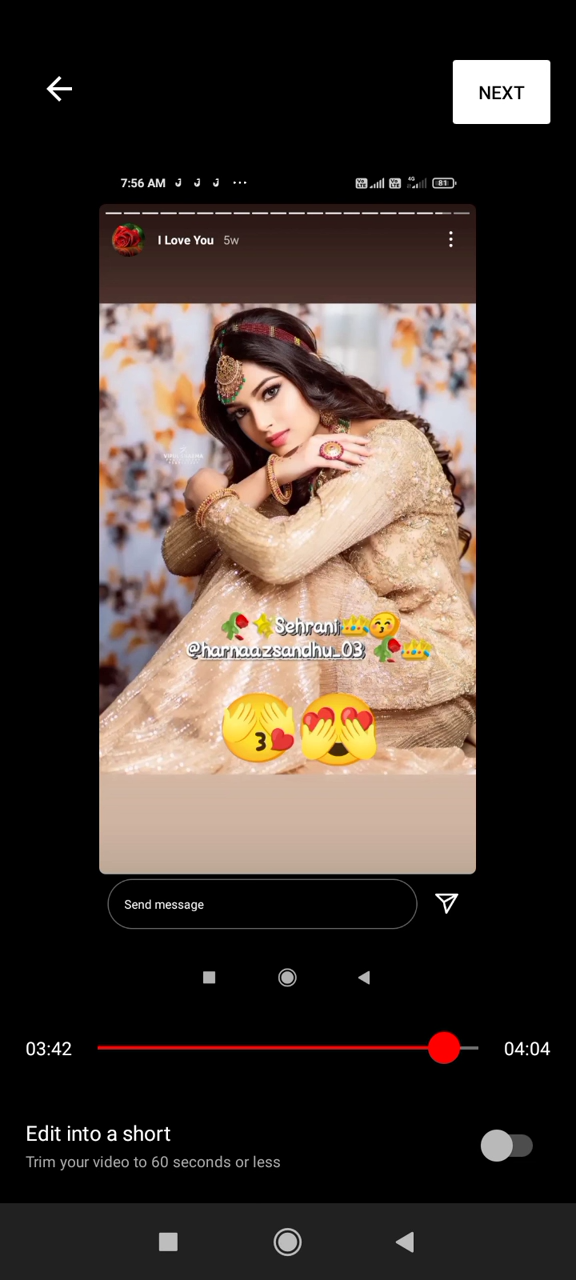 NEXT
7:56 AM
81
I Love You 5w
Sehrani
@harnaazsandhu_03
Send message
03:42
04:04
Edit into a short
Trim your video to 60 seconds or less